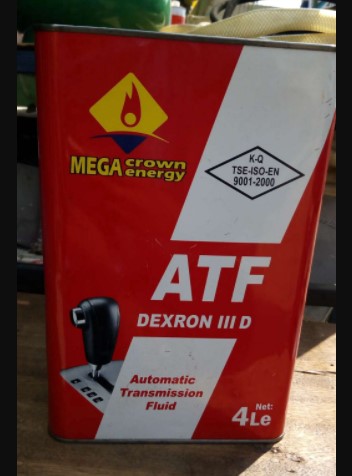 MEGA crown energy
K-Q
TSE-ISO-EN
9001-2000
ATF
DEXRON III D
Automatic
Transmission
Fluid
Net:
4Le